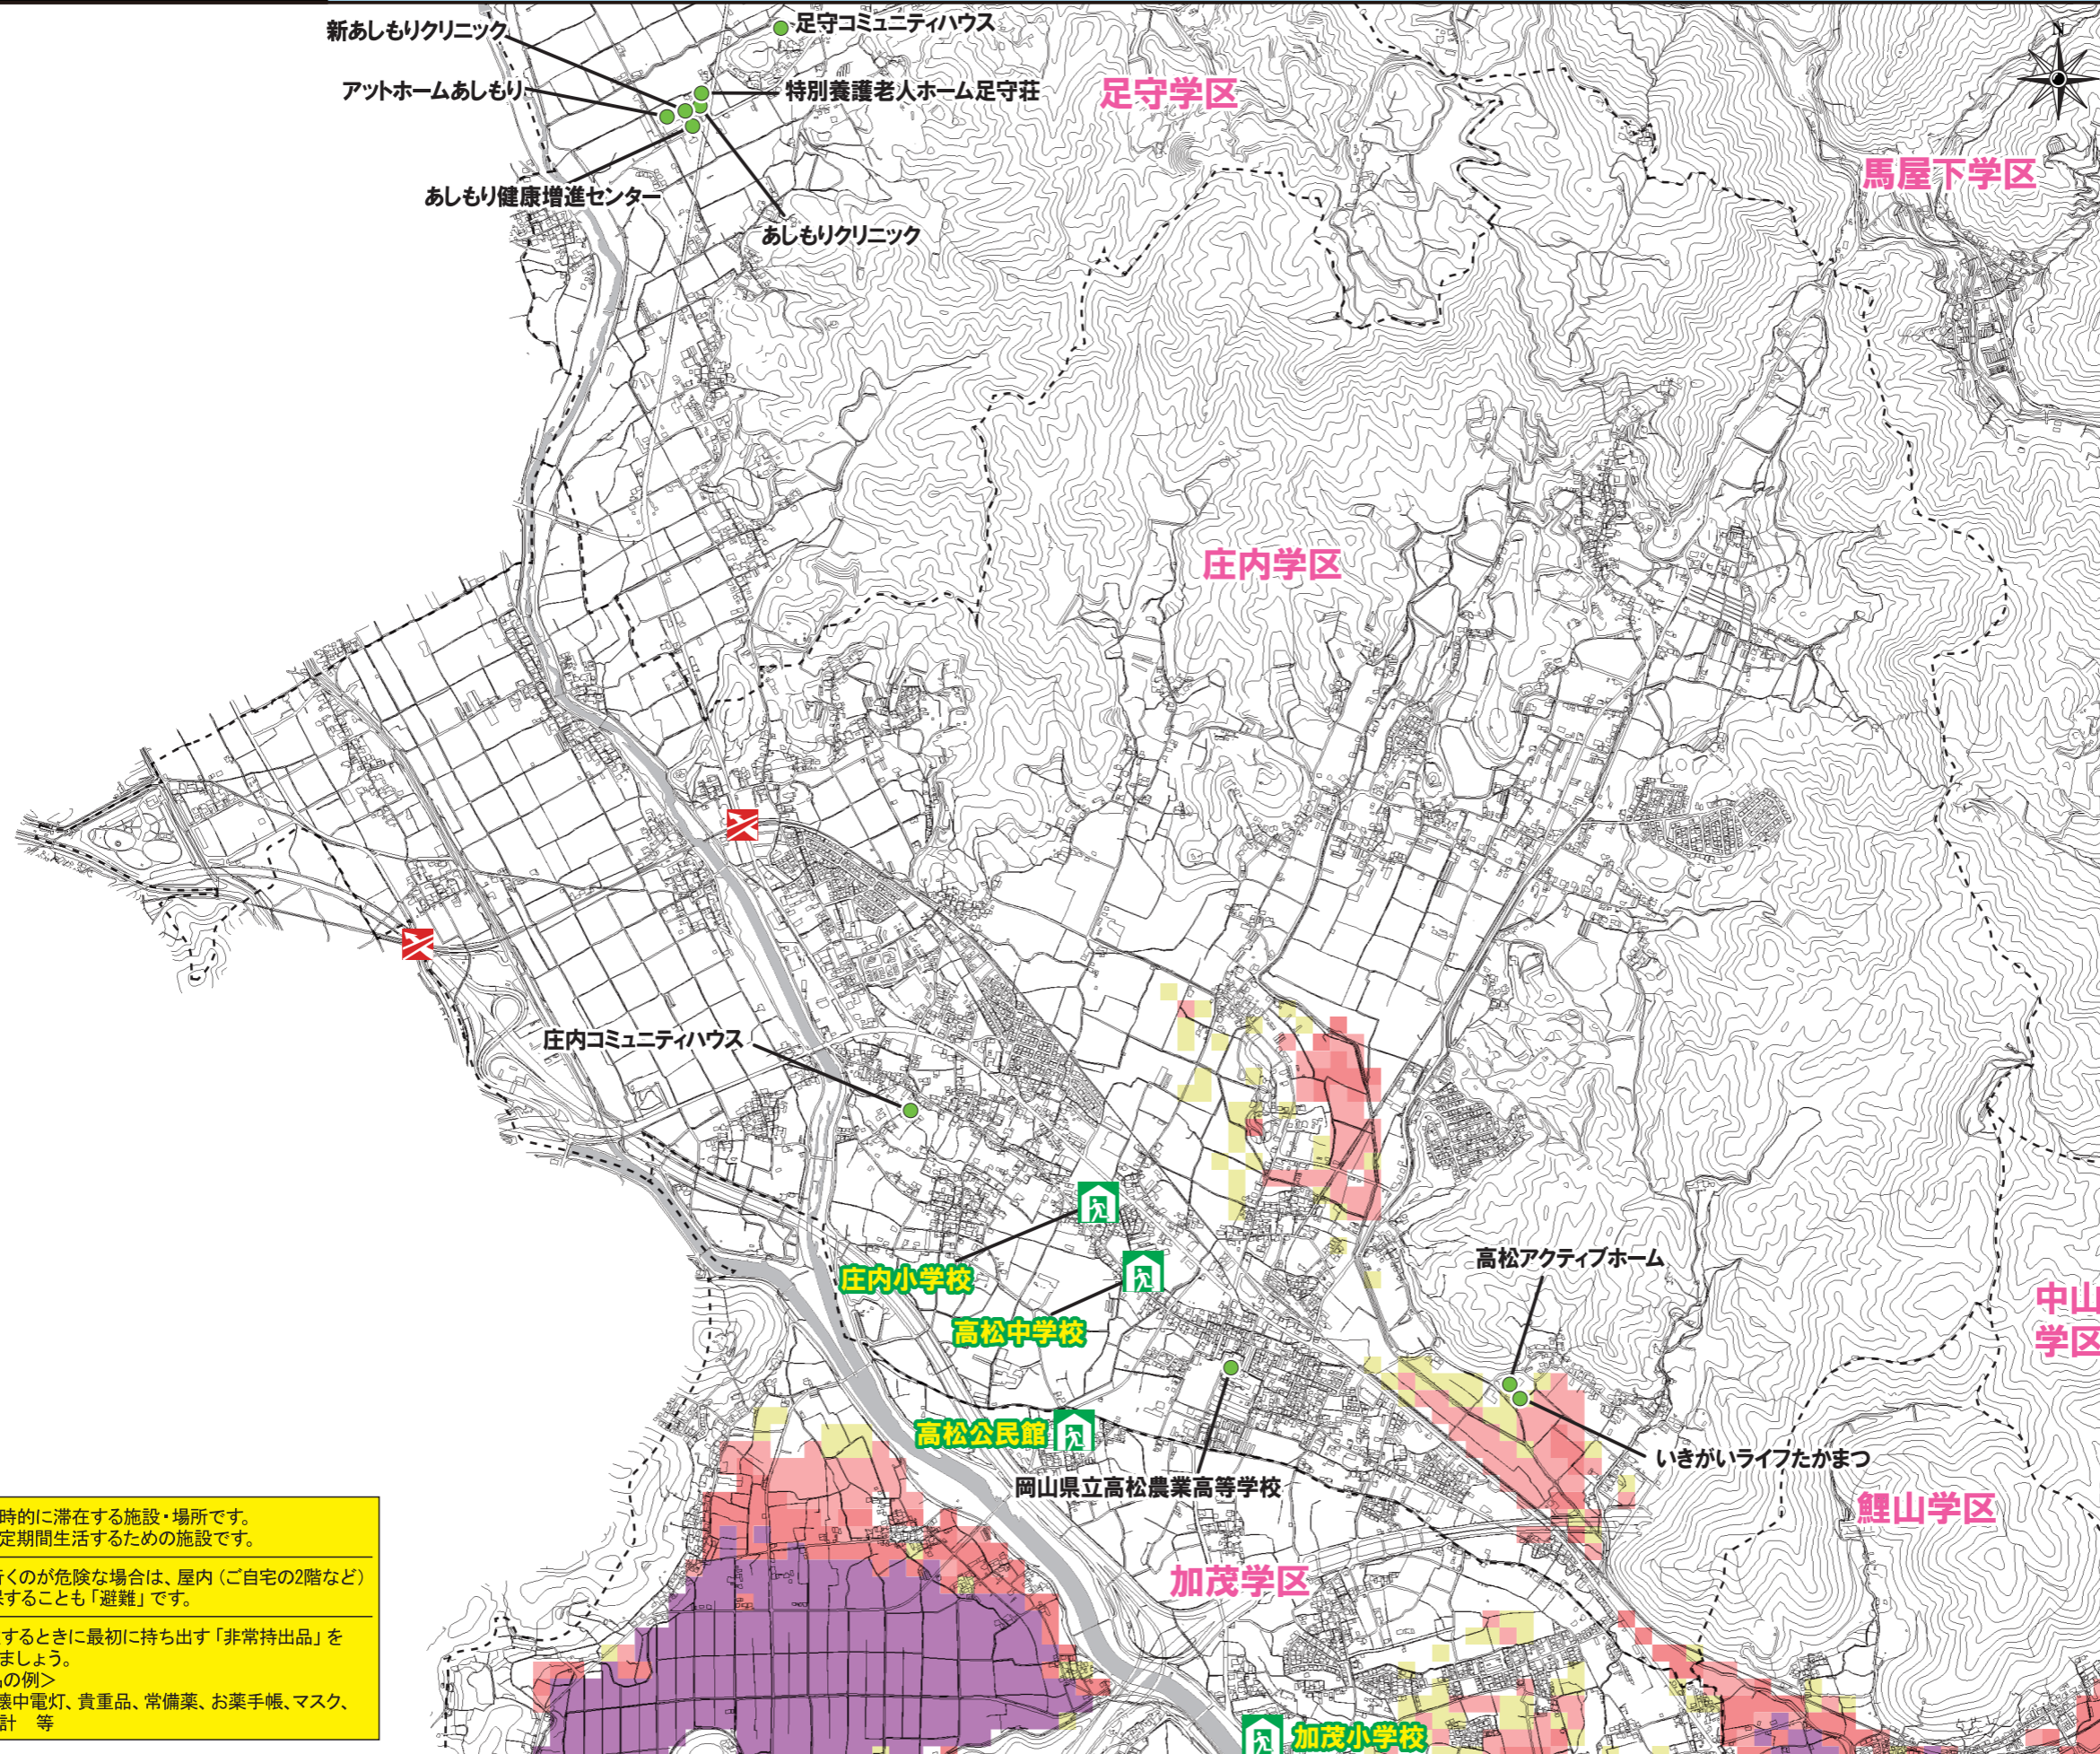 新あしもりクリニック
足守コミュニティハウス
N
アットホームあしもり
特別養護老人ホーム足守荘
足守学区
馬屋下学区
あしもり健康増進センター
あしもりクリニック
庄内学区
庄内コミュニティハウス
庄内小学校
高松アクティブホーム
中山
学区
高松中学校
高松公民館
岡山県立高松農業高等学校
いきがいライフたかまつ
鯉山学区
加茂学区
時的に滞在する施設・場所です。
定期間生活するための施設です。
行くのが危険な場合は、屋内（ご自宅の2階など）
することも「避難」です。
するときに最初に持ち出す「非常持出品」を
ましょう。
の例＞
懐中電灯、貴重品、常備薬、お薬手帳、マスク、
計　等
加茂小学校